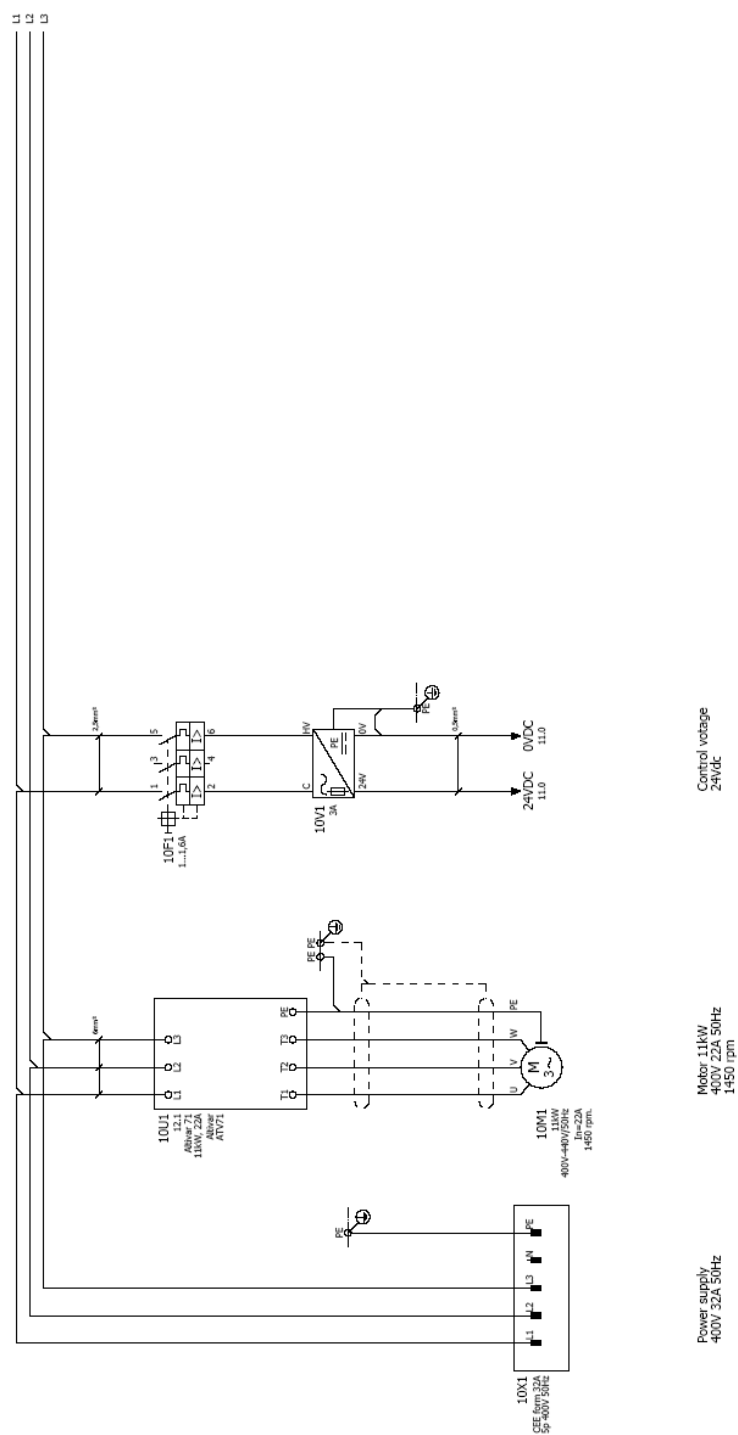 L1
L2
L3
6mm²
2,5mm²
L1 L2 L3
10U1
12.1
Altivar 71
11kW, 22A
Altivar
ATV71
T1 T2 T3 PE
1 3 5
10F1
1...1,6A
I> I> I>
2 4 6
C HV
10V1
3A
PE
24V 0V
PE
PE PE
PE
0,5mm²
24VDC
11.0
0VDC
11.0
U V W PE
M
3~
10M1
11kW
400V-440V/50Hz
In=22A
1450 rpm.
L1 L2 L3 LN PE
10X1
CEE form 32A
5p 400V 50Hz
Power supply
400V 32A 50Hz
Motor 11kW
400V 22A 50Hz
1450 rpm
Control votage
24Vdc